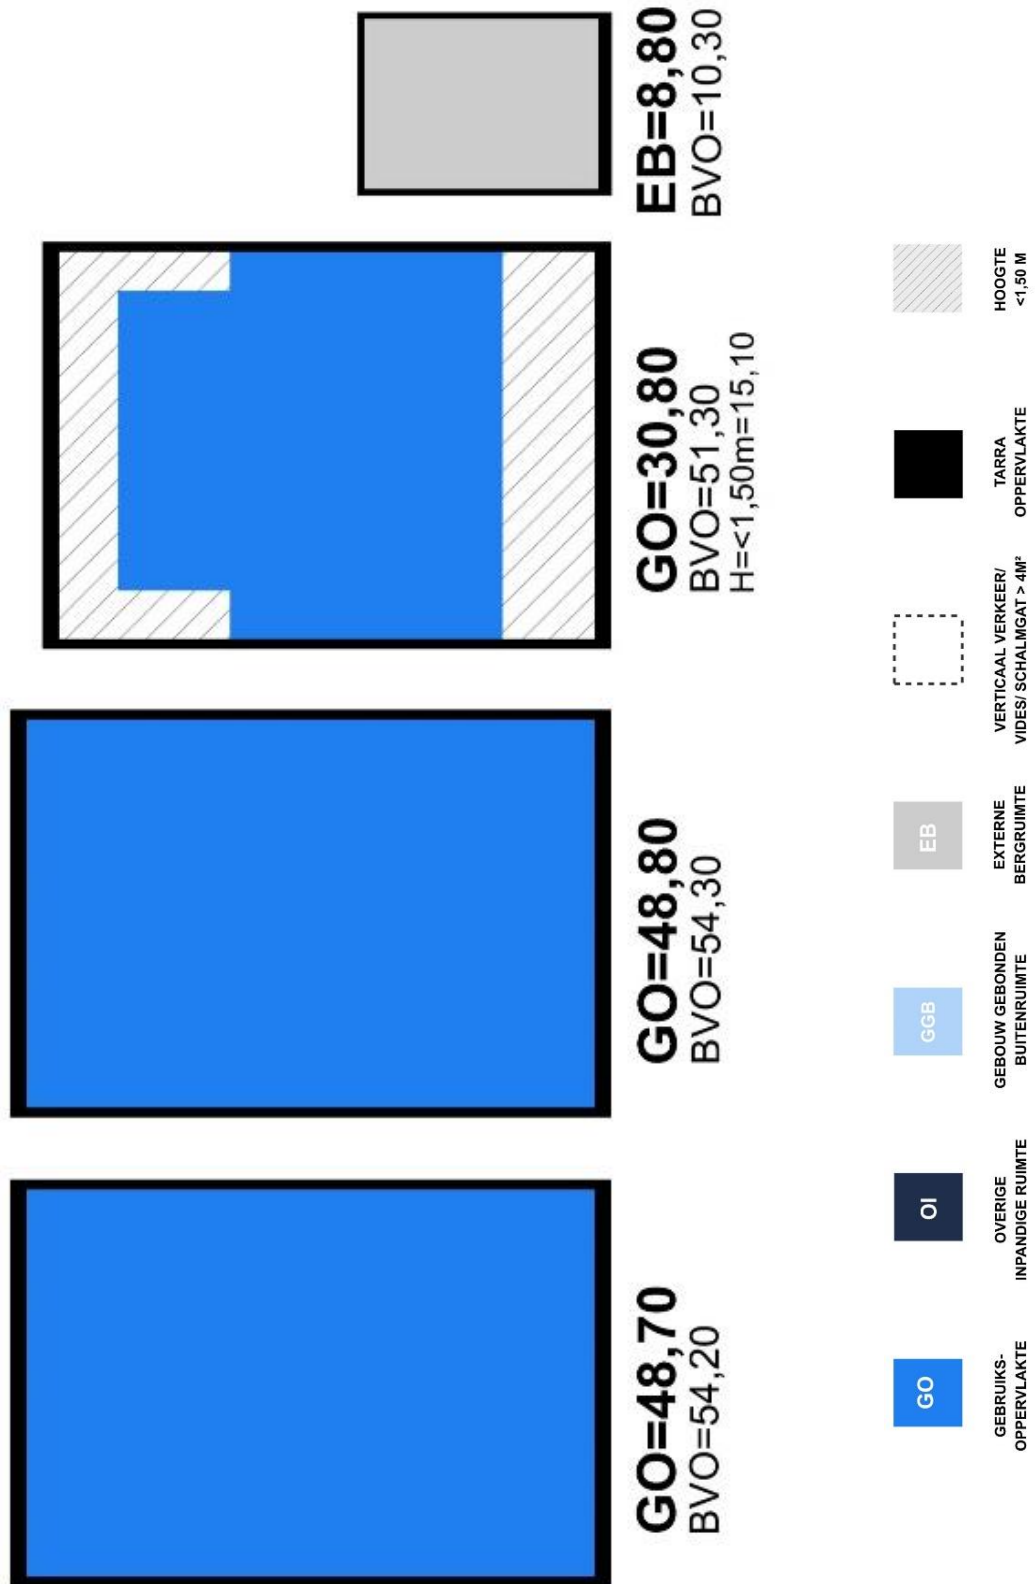 GO=48,70
BVO=54,20
GO=48,80
BVO=54,30
GO=30,80
BVO=51,30
H=<1,50m=15,10
EB=8,80
BVO=10,30
GO
GEBRUIKS-
OPPERVLAKTE
OI
OVERIGE
INPANDIGE RUIMTE
GGB
GEBOUW GEBONDEN
BUITENRUIMTE
EB
EXTERNE
BERGRUIMTE
VERTICAAL VERKEER/
VIDES/ SCHALMGAT > 4M²
TARRA
OPPERVLAKTE
HOOGTE
<1,50 M